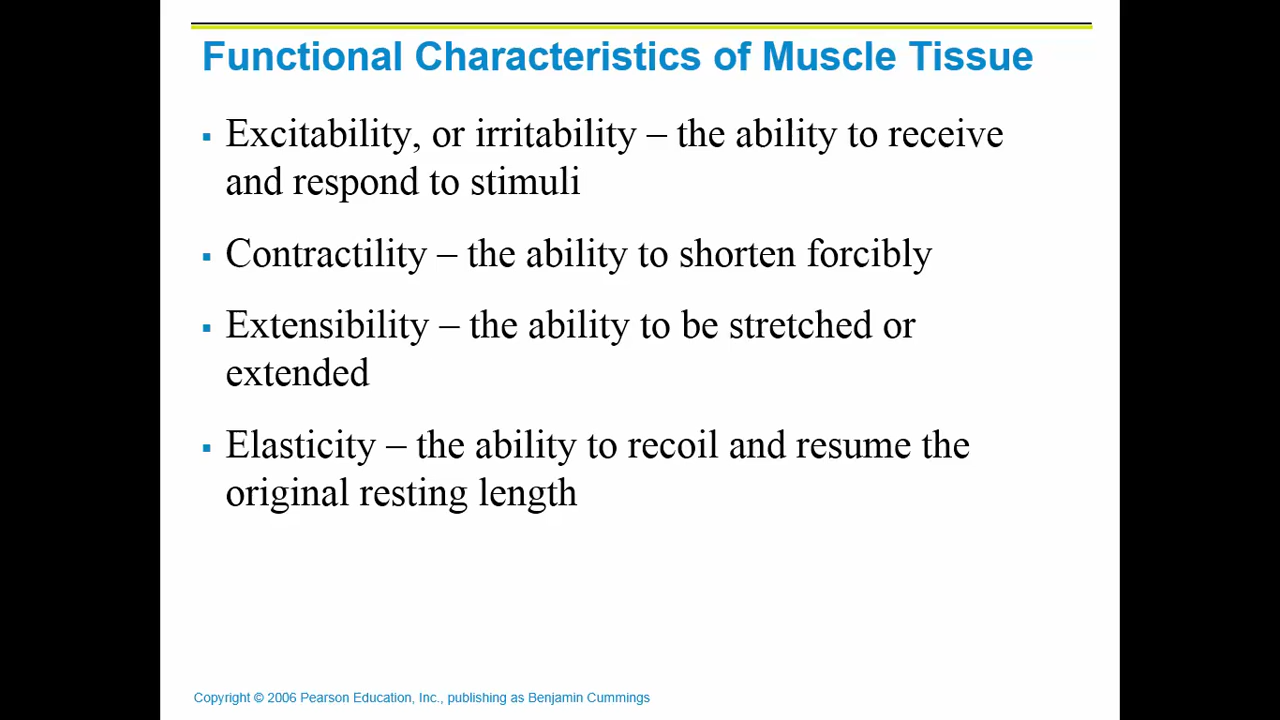 Functional Characteristics of Muscle Tissue
▪ Excitability, or irritability – the ability to receive
and respond to stimuli
▪ Contractility – the ability to shorten forcibly
▪ Extensibility – the ability to be stretched or
extended
▪ Elasticity – the ability to recoil and resume the
original resting length
Copyright © 2006 Pearson Education, Inc., publishing as Benjamin Cummings